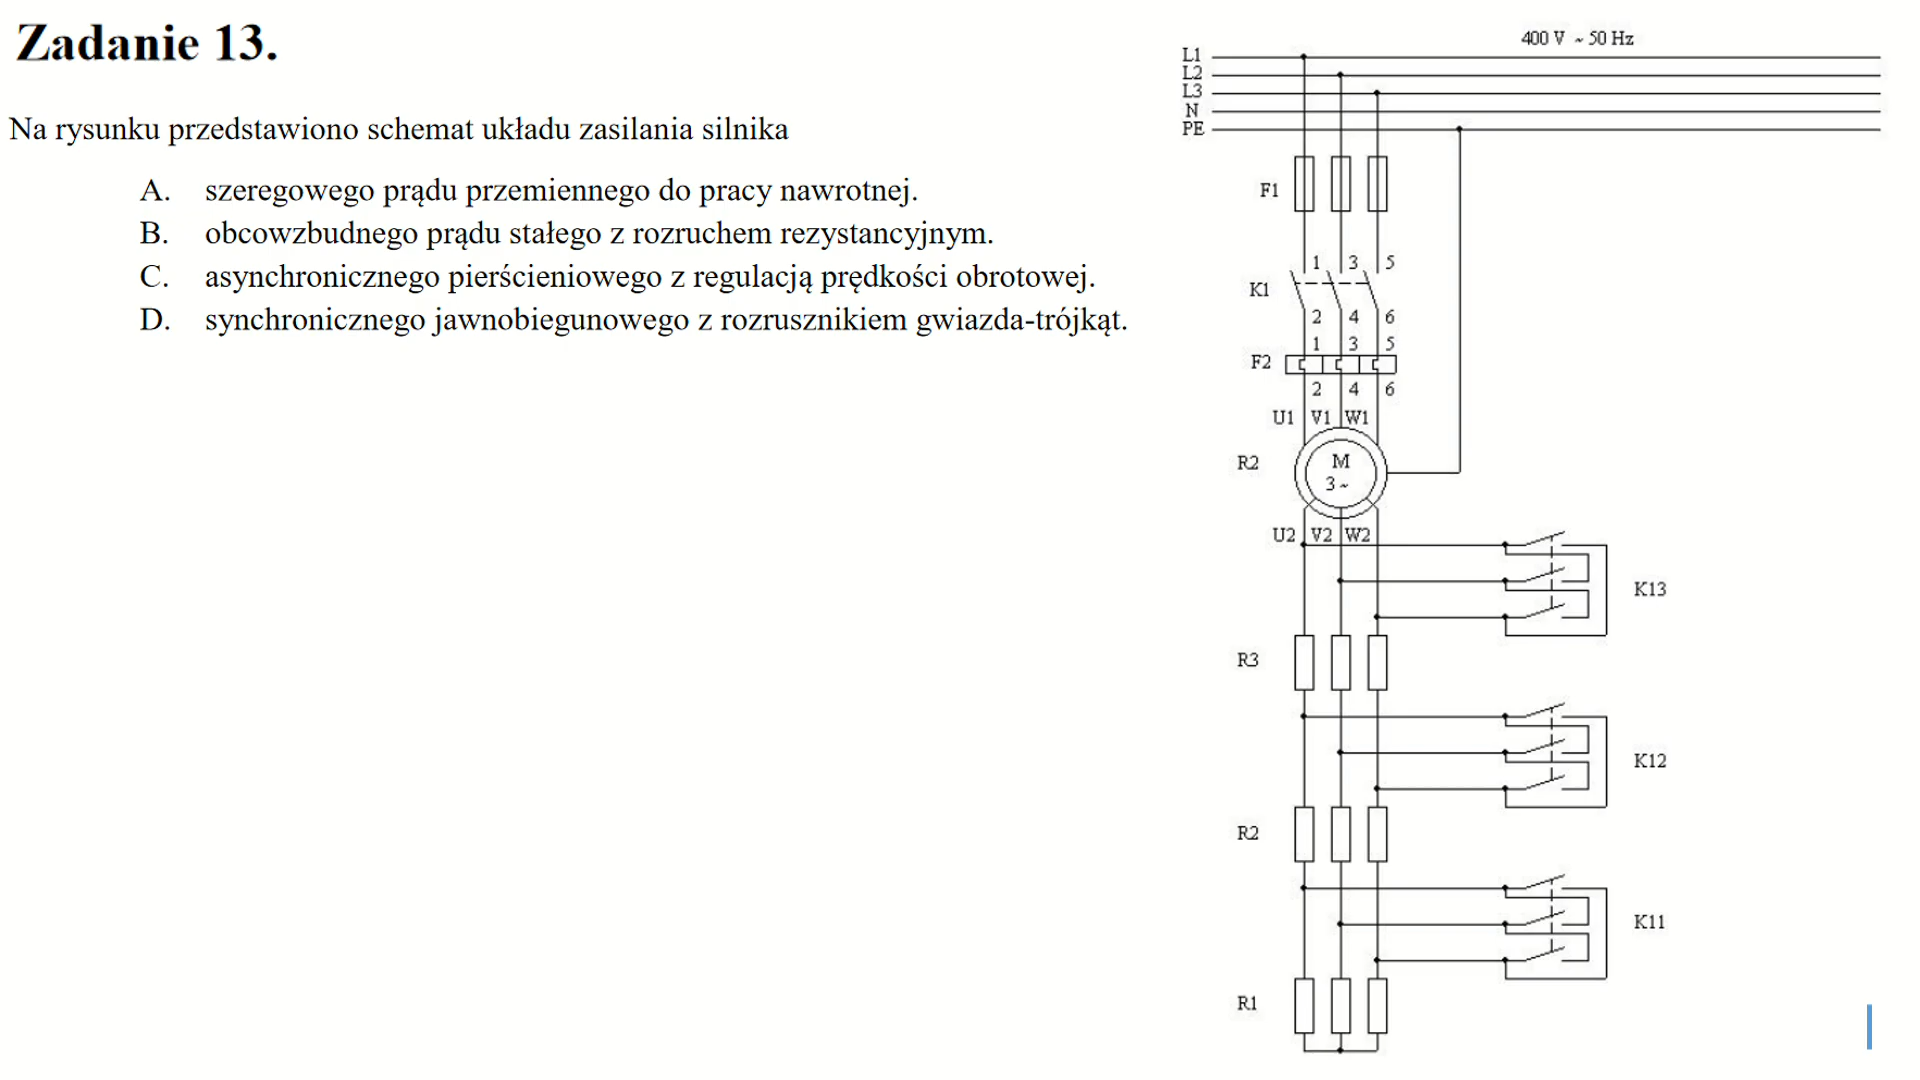 Zadanie 13.
Na rysunku przedstawiono schemat układu zasilania silnika
A. szeregowego prądu przemiennego do pracy nawrotnej.
B. obcowzbudnego prądu stałego z rozruchem rezystancyjnym.
C. asynchronicznego pierścieniowego z regulacją prędkości obrotowej.
D. synchronicznego jawnobiegunowego z rozrusznikiem gwiazda-trójkąt.
400 V ~ 50 Hz
L1
L2
L3
N
PE
F1
1 3 5
K1
2 4 6
1 3 5
F2
2 4 6
U1 V1 W1
R2
M
3 ~
U2 V2 W2
K13
R3
K12
R2
K11
R1